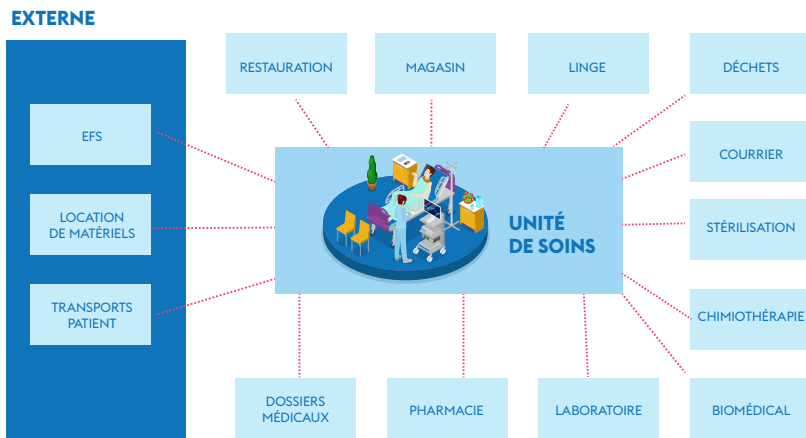 EXTERNE
RESTAURATION
MAGASIN
LINGE
DÉCHETS
EFS
COURRIER
LOCATION
DE MATÉRIELS
UNITÉ
DE SOINS
STÉRILISATION
TRANSPORTS
PATIENT
CHIMIOTHÉRAPIE
DOSSIERS
MÉDICAUX
PHARMACIE
LABORATOIRE
BIOMÉDICAL